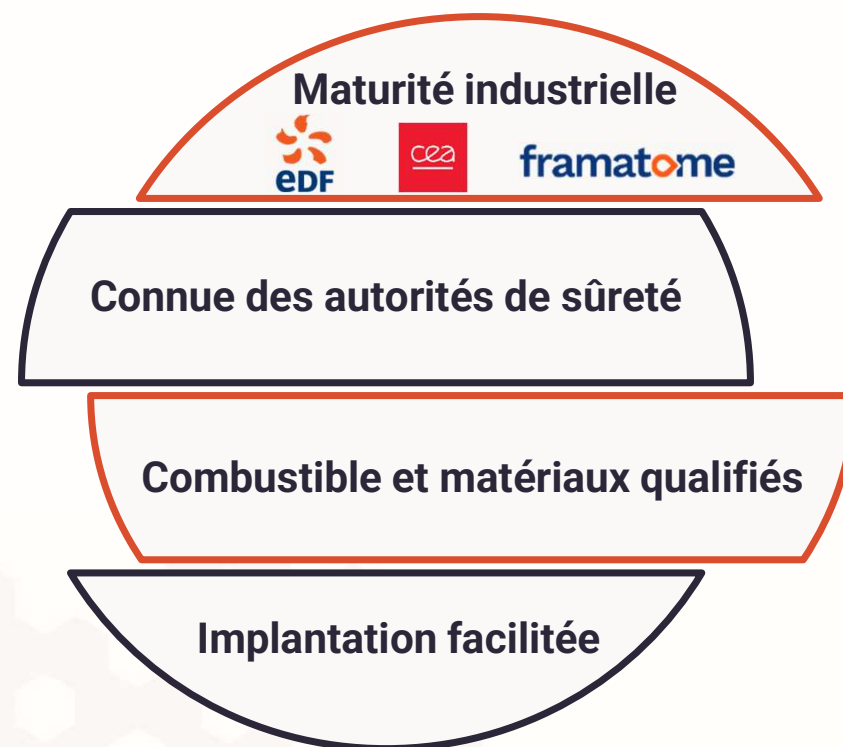 Maturité industrielle
eDF
cea
framatome
Connue des autorités de sûreté
Combustible et matériaux qualifiés
Implantation facilitée